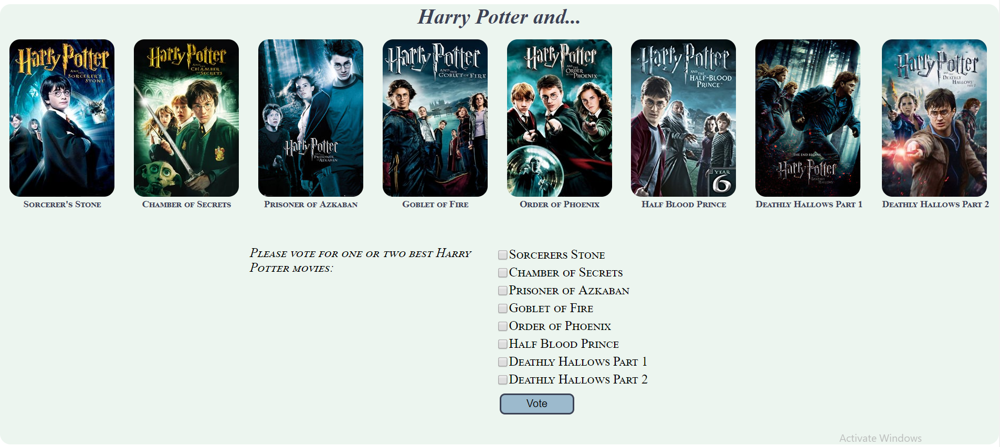 Harry Potter and...
Harry Potter
AND THE
SORCERER'S
STONE
Harry Potter
AND THE
CHAMBER
OF SECRETS
Harry Potter
AND THE
PRISONER
OF AZKABAN
Harry Potter
AND THE
GOBLET OF FIRE
Harry Potter
AND THE
ORDER
OF THE PHOENIX
Harry Potter
AND THE
HALF-BLOOD
PRINCE™
YEAR
6
THE END BEGINS
Harry Potter
AND THE
DEATHLY
HALLOWS
Harry Potter
AND THE
DEATHLY
HALLOWS™
PART 2
SORCERER'S STONE
CHAMBER OF SECRETS
PRISONER OF AZKABAN
GOBLET OF FIRE
ORDER OF PHOENIX
HALF BLOOD PRINCE
DEATHLY HALLOWS PART 1
DEATHLY HALLOWS PART 2
PLEASE VOTE FOR ONE OR TWO BEST HARRY
POTTER MOVIES:
SORCERERS STONE
CHAMBER OF SECRETS
PRISONER OF AZKABAN
GOBLET OF FIRE
ORDER OF PHOENIX
HALF BLOOD PRINCE
DEATHLY HALLOWS PART 1
DEATHLY HALLOWS PART 2
Vote
Activate Windows